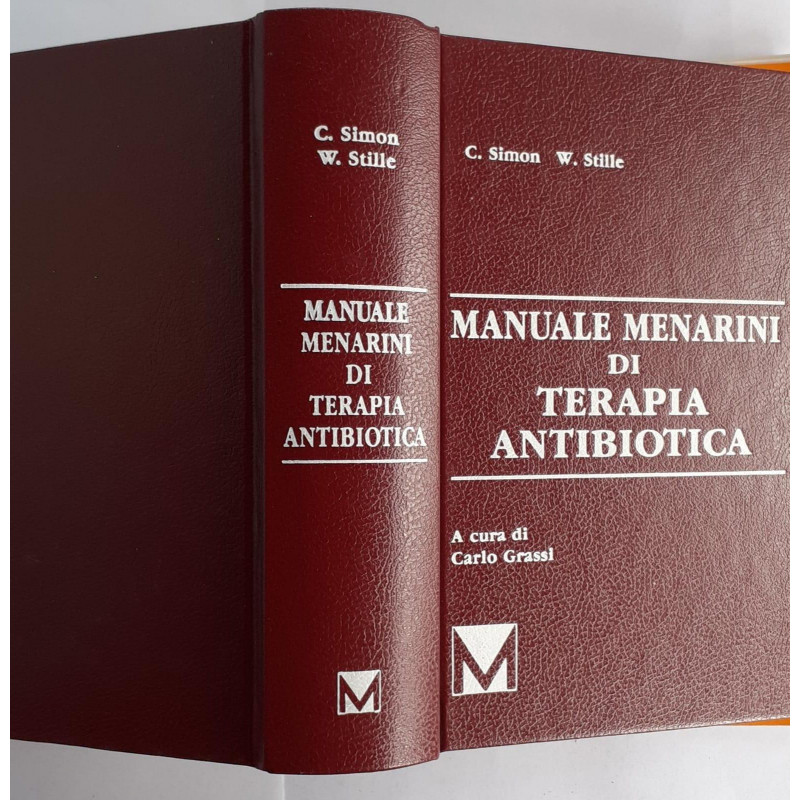 C. Simon
W. Stille
MANUALE
MENARINI
DI
TERAPIA
ANTIBIOTICA
M
C. Simon W. Stille
MANUALE MENARINI
DI
TERAPIA
ANTIBIOTICA
A cura di
Carlo Grassi
M